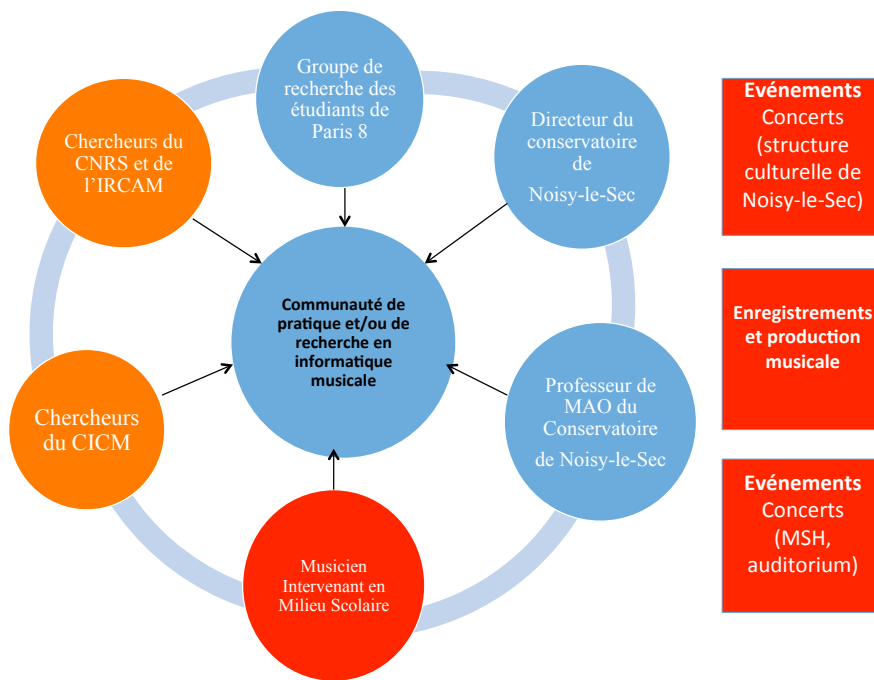 Groupe de
recherche des
étudiants de
Paris 8
Chercheurs du
CNRS et de
l'IRCAM
Directeur du
conservatoire
de
Noisy-le-Sec
Communauté de
pratique et/ou de
recherche en
informatique
musicale
Chercheurs
du CICM
Professeur de
MAO du
Conservatoire
de Noisy-le-Sec
Musicien
Intervenant en
Milieu Scolaire
Evénements
Concerts
(structure
culturelle de
Noisy-le-Sec)
Enregistrements
et production
musicale
Evénements
Concerts
(MSH,
auditorium)